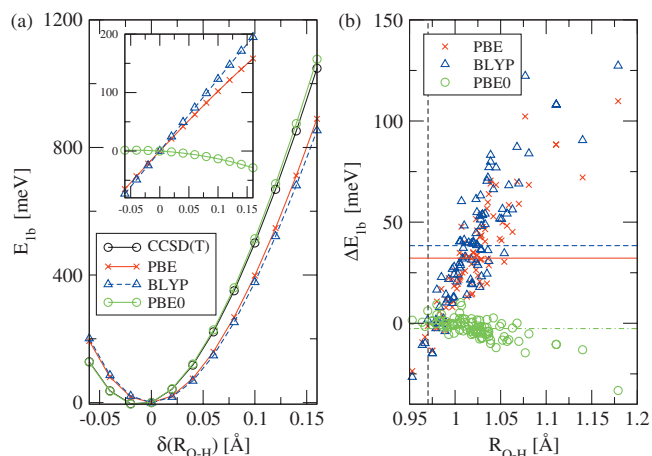 (a)
1200
800
400
0
E1b [meV]
-0.05 0 0.05 0.1 0.15
δ(RO-H) [Å]
200
100
0
-0.05 0 0.05 0.1 0.15
CCSD(T)
PBE
BLYP
PBE0
(b)
150
100
50
0
-50
ΔE1b [meV]
0.95 1 1.05 1.1 1.15 1.2
RO-H [Å]
PBE
BLYP
PBE0